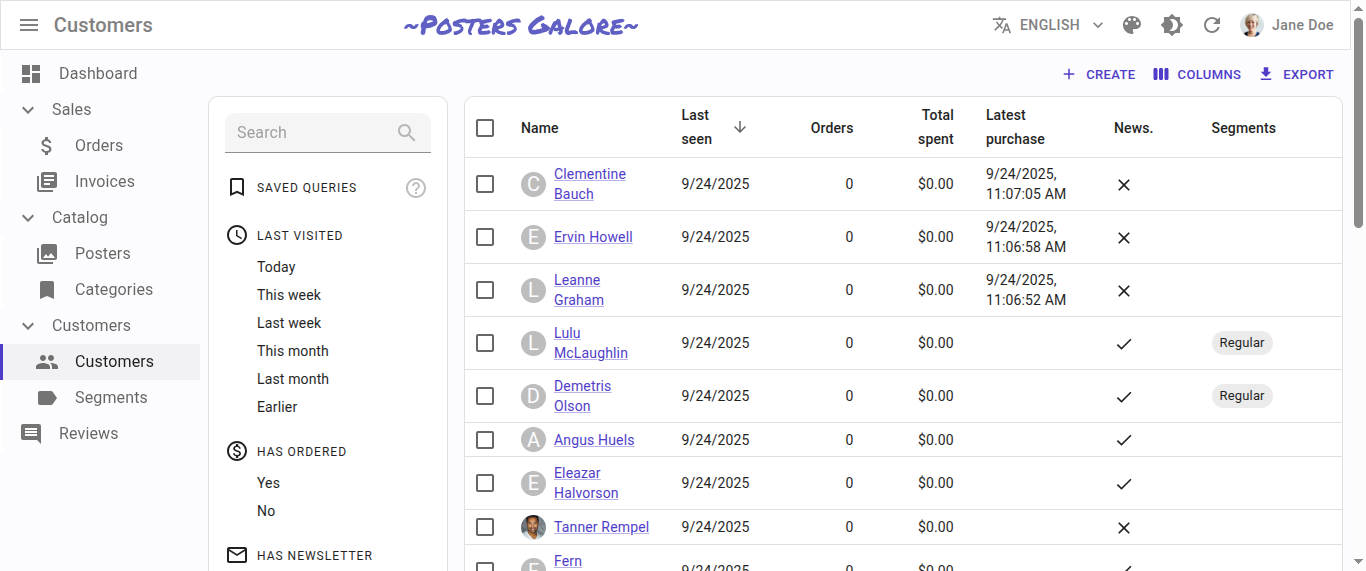 Customers
~Posters Galore~
ENGLISH
Jane Doe
Dashboard
Sales
Orders
Invoices
Catalog
Posters
Categories
Customers
Customers
Segments
Reviews
CREATE
COLUMNS
EXPORT
Search
SAVED QUERIES
?
LAST VISITED
Today
This week
Last week
This month
Last month
Earlier
HAS ORDERED
Yes
No
HAS NEWSLETTER
Name
Last
seen
Orders
Total
spent
Latest
purchase
News.
Segments
C
Clementine
Bauch
9/24/2025
0
$0.00
9/24/2025,
11:07:05 AM
E
Ervin Howell
9/24/2025
0
$0.00
9/24/2025,
11:06:58 AM
L
Leanne
Graham
9/24/2025
0
$0.00
9/24/2025,
11:06:52 AM
L
Lulu
McLaughlin
9/24/2025
0
$0.00
Regular
D
Demetris
Olson
9/24/2025
0
$0.00
Regular
A
Angus Huels
9/24/2025
0
$0.00
E
Eleazar
Halvorson
9/24/2025
0
$0.00
Tanner Rempel
9/24/2025
0
$0.00
F
Fern
9/24/2025
0
$0.00